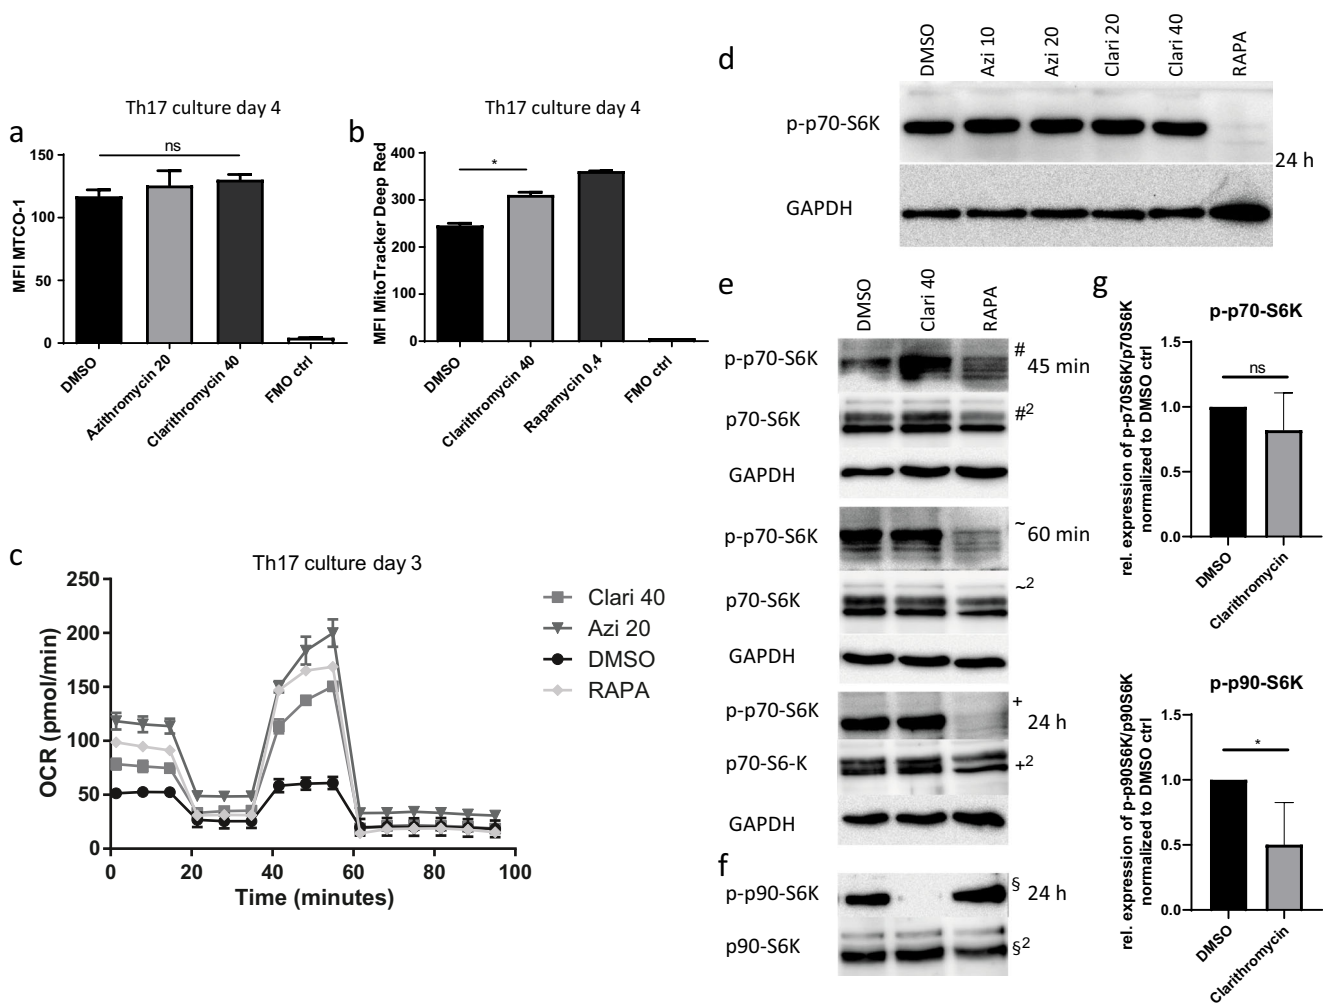 a
Th17 culture day 4
MFI MTCO-1
150
100
50
0
ns
DMSO
Azithromycin 20
Clarithromycin 40
FMO ctrl
b
Th17 culture day 4
MFI MitoTracker Deep Red
400
300
200
100
0
*
DMSO
Clarithromycin 40
Rapamycin 0,4
FMO ctrl
c
Th17 culture day 3
OCR (pmol/min)
250
200
150
100
50
0
0 20 40 60 80 100
Time (minutes)
Clari 40
Azi 20
DMSO
RAPA
d
DMSO
Azi 10
Azi 20
Clari 20
Clari 40
RAPA
p-p70-S6K
24 h
GAPDH
e
DMSO
Clari 40
RAPA
p-p70-S6K # 45 min
p70-S6K #2
GAPDH
p-p70-S6K ~ 60 min
p70-S6K ~2
GAPDH
p-p70-S6K + 24 h
p70-S6-K +2
GAPDH
f
p-p90-S6K § 24 h
p90-S6K §2
g
p-p70-S6K
rel. expression of p-p70S6K/p70S6K
normalized to DMSO ctrl
1.5
1.0
0.5
0.0
ns
DMSO
Clarithromycin
p-p90-S6K
rel. expression of p-p90S6K/p90S6K
normalized to DMSO ctrl
1.5
1.0
0.5
0.0
*
DMSO
Clarithromycin